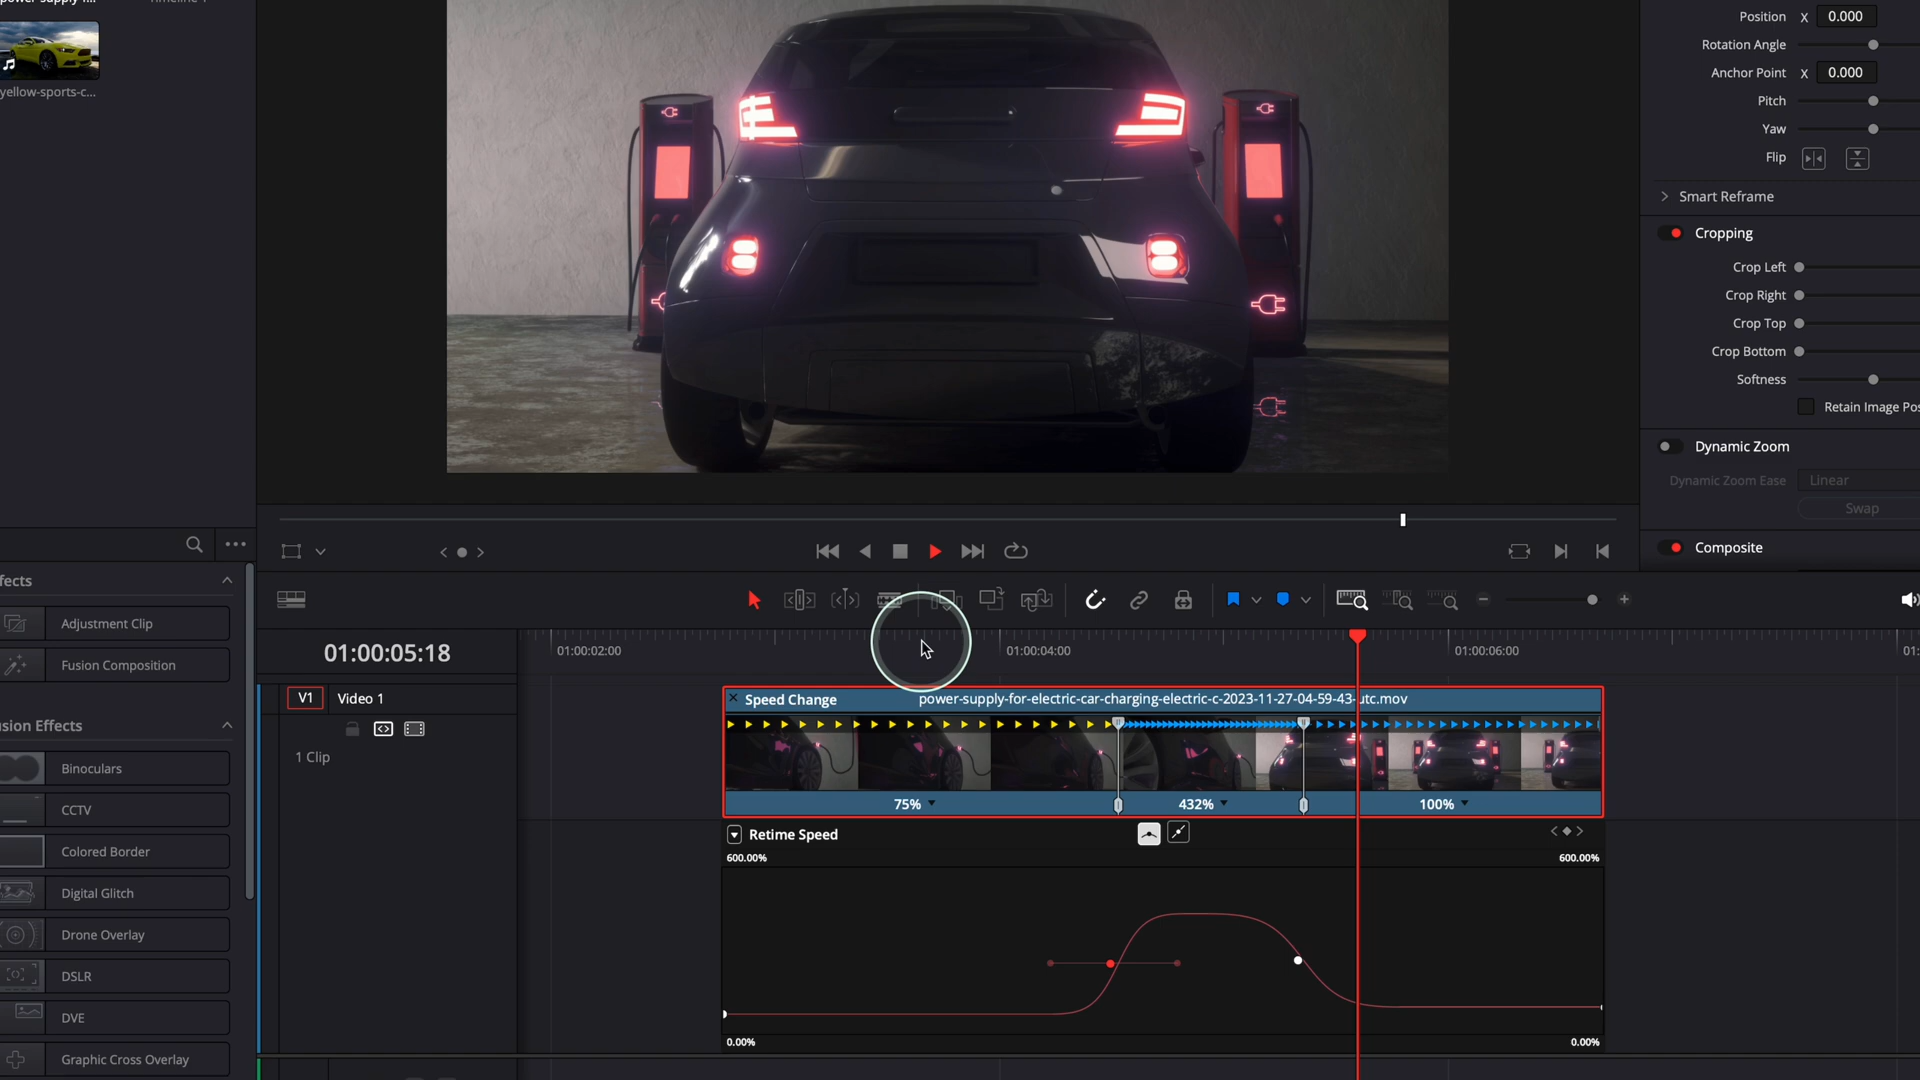 power-supply-f...
Timeline 1
yellow-sports-c...
Position X 0.000
Rotation Angle
Anchor Point X 0.000
Pitch
Yaw
Flip
Smart Reframe
Cropping
Crop Left
Crop Right
Crop Top
Crop Bottom
Softness
Retain Image Pos
Dynamic Zoom
Dynamic Zoom Ease Linear
Swap
Composite
fects
Adjustment Clip
Fusion Composition
usion Effects
Binoculars
CCTV
Colored Border
Digital Glitch
Drone Overlay
DSLR
DVE
Graphic Cross Overlay
01:00:05:18
01:00:02:00
01:00:04:00
01:00:06:00
01:
V1 Video 1
1 Clip
Speed Change power-supply-for-electric-car-charging-electric-c-2023-11-27-04-59-43-utc.mov
75% 432% 100%
Retime Speed
600.00% 600.00%
0.00% 0.00%